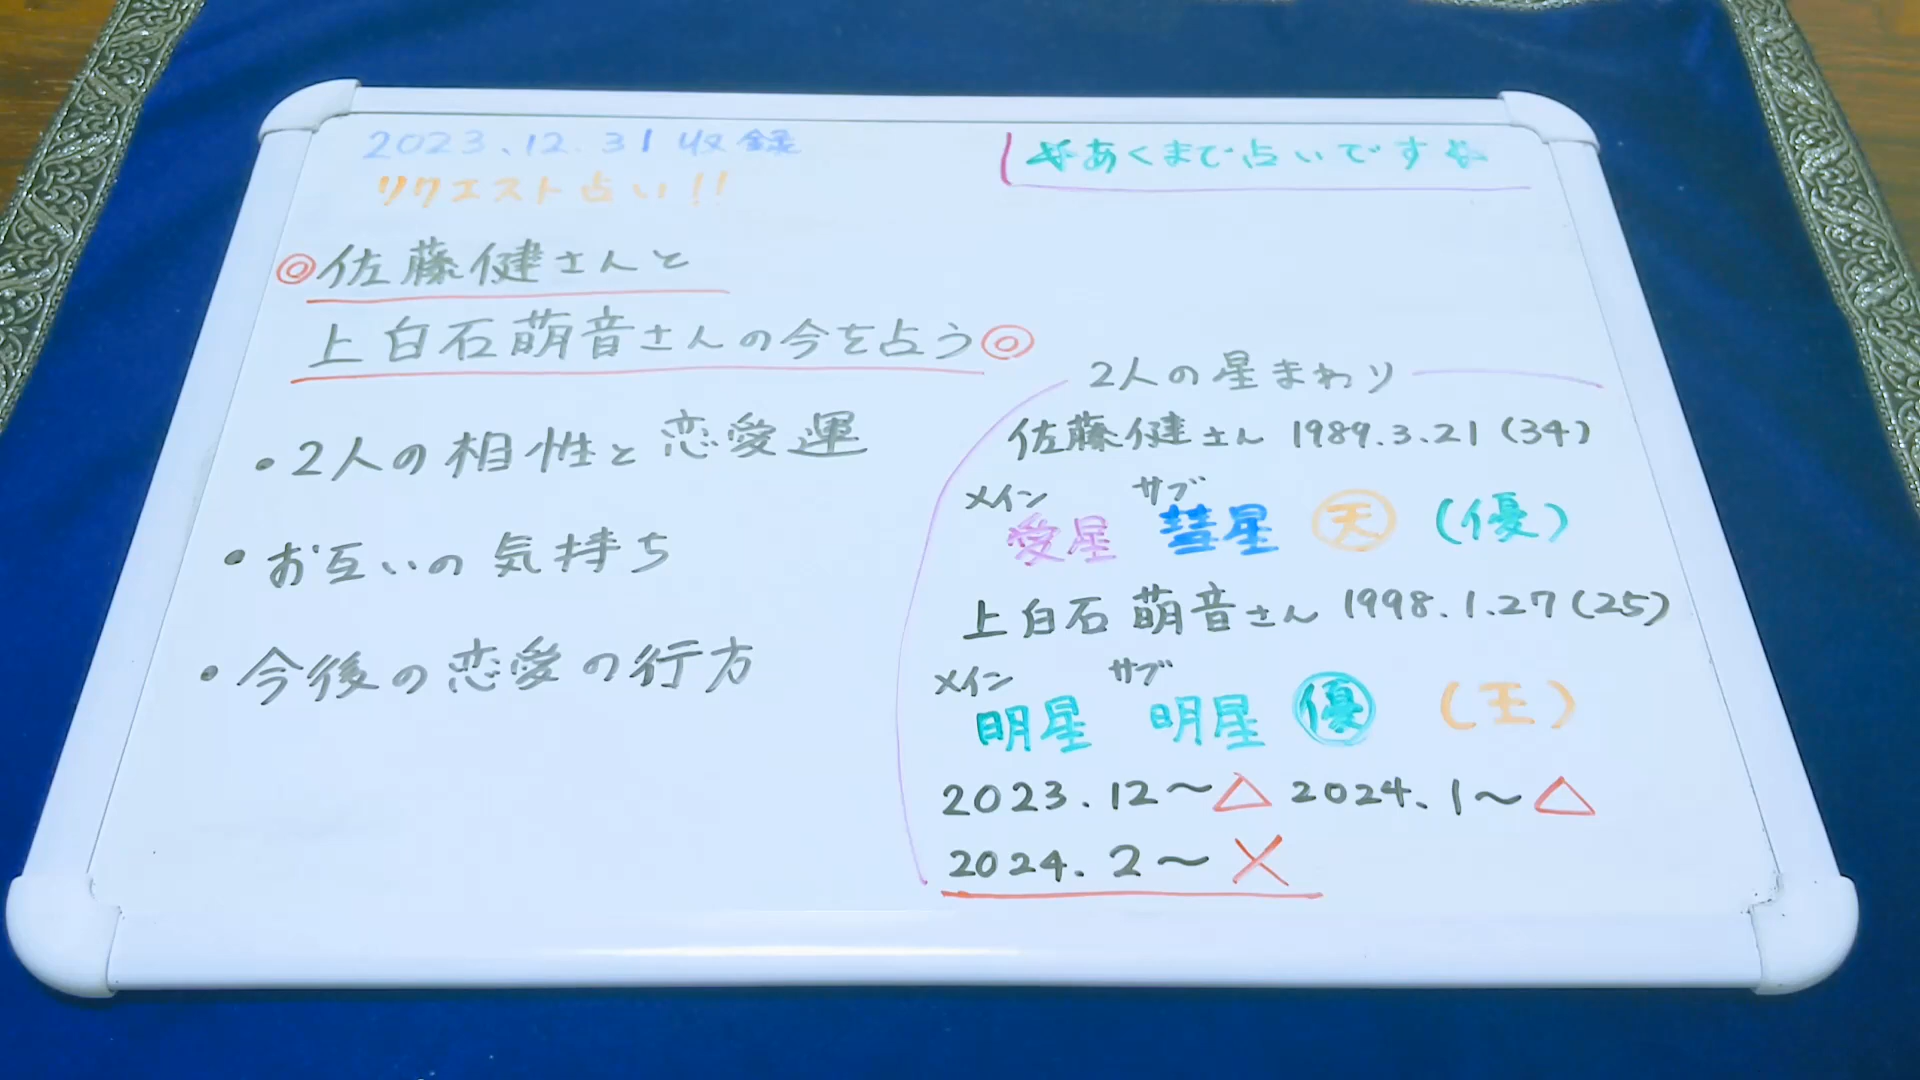 2023.12.31収録
リクエスト占い!!
☆あくまで占いです☆
◎佐藤健さんと
上白石萌音さんの今を占う◎
・2人の相性と恋愛運
・お互いの気持ち
・今後の恋愛の行方
2人の星まわり
佐藤健さん 1989.3.21(34)
メイン サブ
愛星 彗星 天 (優)
上白石萌音さん 1998.1.27(25)
メイン サブ
明星 明星 優 (王)
2023.12〜△ 2024.1〜△
2024.2〜×